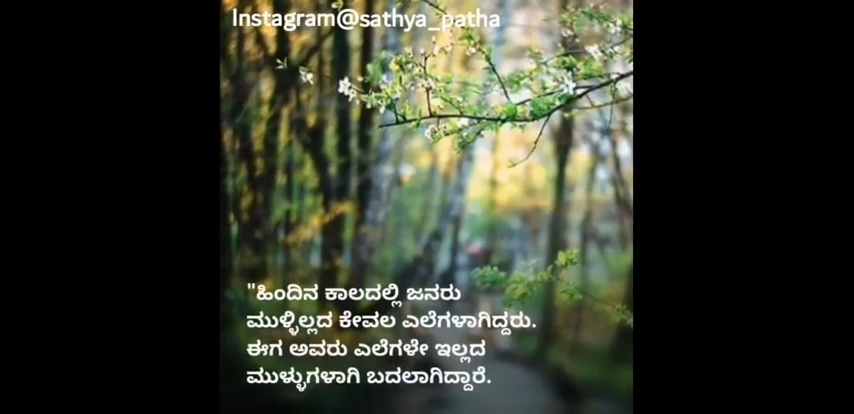 Instagram@sathya_patha
"ಹಿಂದಿನ ಕಾಲದಲ್ಲಿ ಜನರು
ಮುಳ್ಳಿಲ್ಲದ ಕೇವಲ ಎಲೆಗಳಾಗಿದ್ದರು.
ಈಗ ಅವರು ಎಲೆಗಳೇ ಇಲ್ಲದ
ಮುಳ್ಳುಗಳಾಗಿ ಬದಲಾಗಿದ್ದಾರೆ.